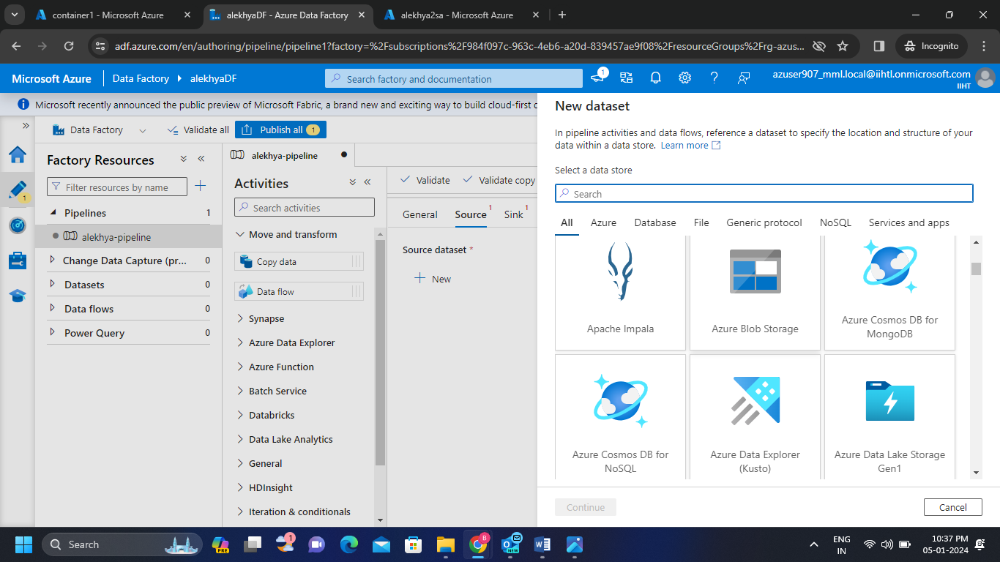 container1 - Microsoft Azure
alekhyaDF - Azure Data Factory
alekhya2sa - Microsoft Azure
adf.azure.com/en/authoring/pipeline/pipeline1?factory=%2Fsubscriptions%2F984f097c-963c-4eb6-a20d-839457ae9f08%2FresourceGroups%2Frg-azus...
Incognito
Microsoft Azure
Data Factory
alekhyaDF
Search factory and documentation
1
azuser907_mml.local@iihtl.onmicrosoft.com
IIHT
Microsoft recently announced the public preview of Microsoft Fabric, a brand new and exciting way to build cloud-first d
Data Factory
Validate all
Publish all 1
1
Factory Resources
Filter resources by name
Pipelines 1
alekhya-pipeline
Change Data Capture (pr... 0
Datasets 0
Data flows 0
Power Query 0
alekhya-pipeline
Activities
Search activities
Move and transform
Copy data
Data flow
Synapse
Azure Data Explorer
Azure Function
Batch Service
Databricks
Data Lake Analytics
General
HDInsight
Iteration & conditionals
Validate
Validate copy
General
Source 1
Sink 1
Source dataset *
New
New dataset
In pipeline activities and data flows, reference a dataset to specify the location and structure of your
data within a data store. Learn more
Select a data store
Search
All Azure Database File Generic protocol NoSQL Services and apps
Apache Impala
Azure Blob Storage
Azure Cosmos DB for
MongoDB
Azure Cosmos DB for
NoSQL
Azure Data Explorer
(Kusto)
Azure Data Lake Storage
Gen1
Continue
Cancel
Search
PRE
1
B
NEW
W
ENG
IN
10:37 PM
05-01-2024